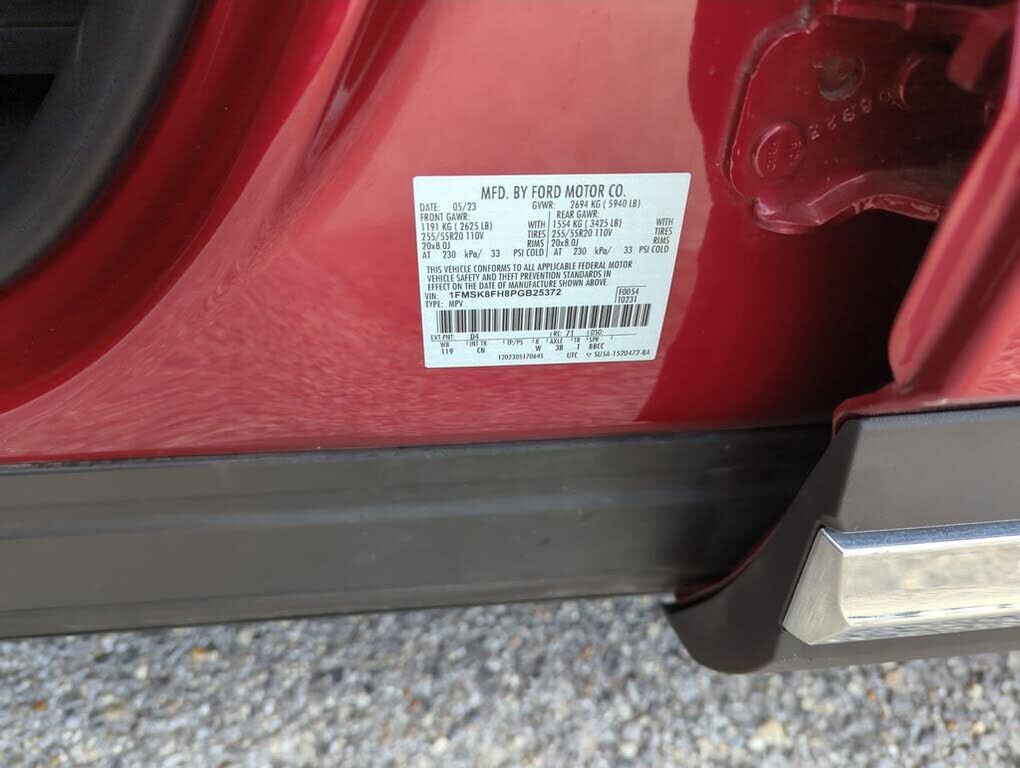 MFD. BY FORD MOTOR CO.
DATE: 05/23 GVWR: 2694 KG ( 5940 LB)
FRONT GAWR: REAR GAWR:
1191 KG ( 2625 LB) WITH 1554 KG ( 3425 LB) WITH
255/55R20 110V TIRES 255/55R20 110V TIRES
20x8.0J RIMS 20x8.0J RIMS
AT 230 kPa/ 33 PSI COLD AT 230 kPa/ 33 PSI COLD
THIS VEHICLE CONFORMS TO ALL APPLICABLE FEDERAL MOTOR
VEHICLE SAFETY AND THEFT PREVENTION STANDARDS IN
EFFECT ON THE DATE OF MANUFACTURE SHOWN ABOVE.
VIN: 1FMSK8FH8PGB25372 F0054
TYPE: MPV T0231
EXT PNT: D4 RC: 71 DSO:
WB INT TR TP/PS R AXLE TR SPR
119 CN W 3B T BBCC
120230517064S UTC SU5A-1520472-BA